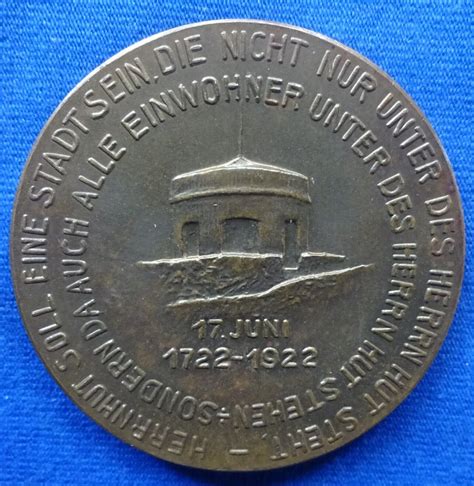 HERRNHUT SOLL EINE STADT SEIN, DIE NICHT NUR UNTER DES HERRN HUT STEHT, –
SONDERN DA AUCH ALLE EINWOHNER UNTER DES HERRN HUT STEHEN +
17. JUNI
1722-1922